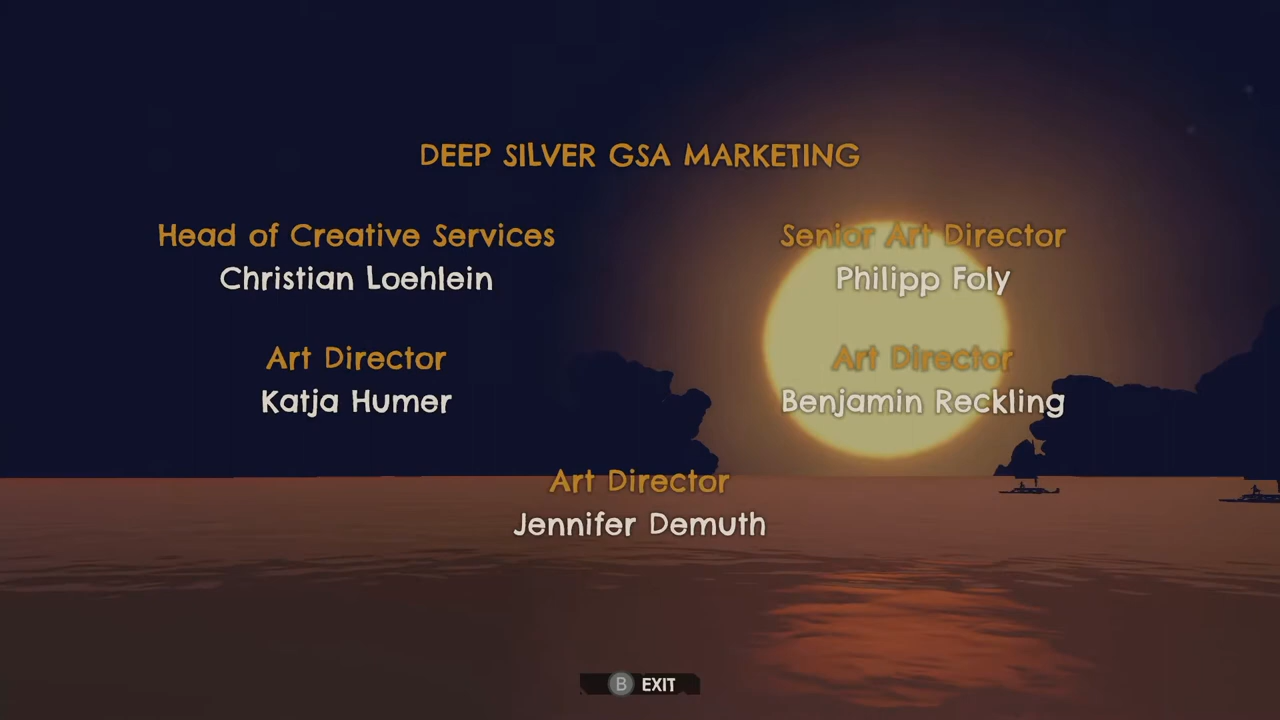 DEEP SILVER GSA MARKETING
Head of Creative Services
Christian Loehlein
Senior Art Director
Philipp Foly
Art Director
Katja Humer
Art Director
Benjamin Reckling
Art Director
Jennifer Demuth
B EXIT